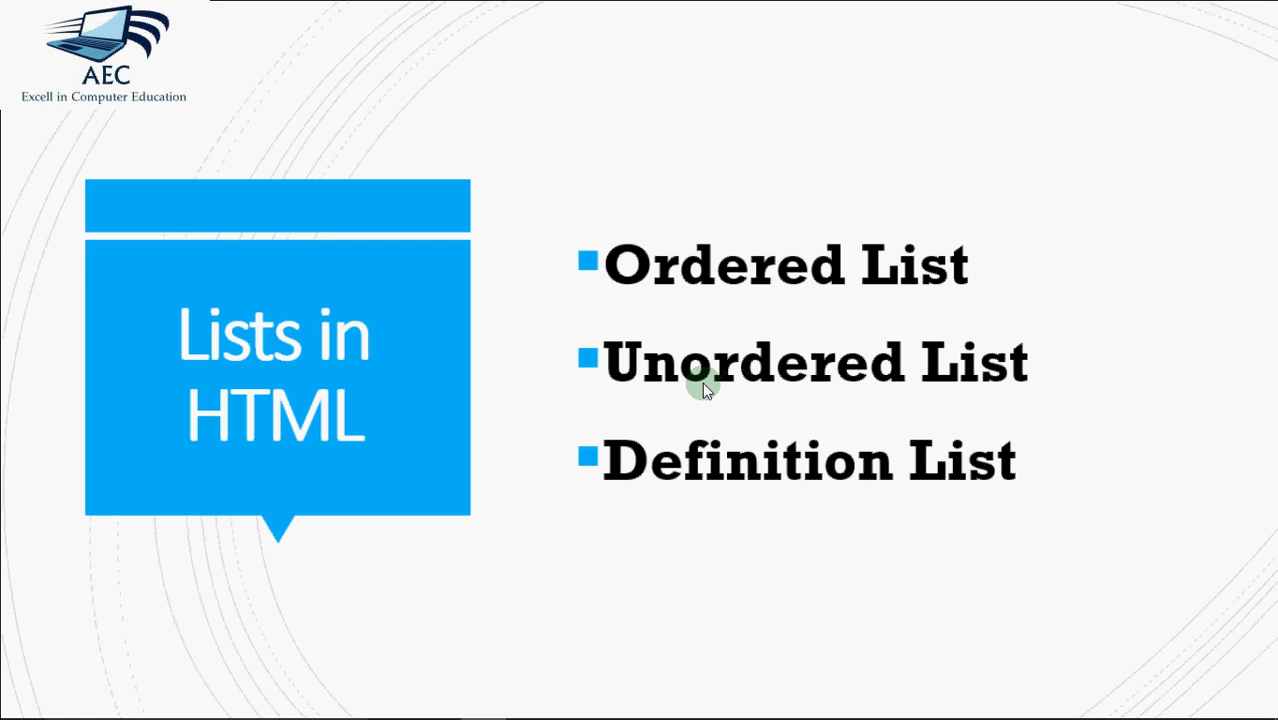 AEC
Excell in Computer Education
Lists in
HTML
Ordered List
Unordered List
Definition List